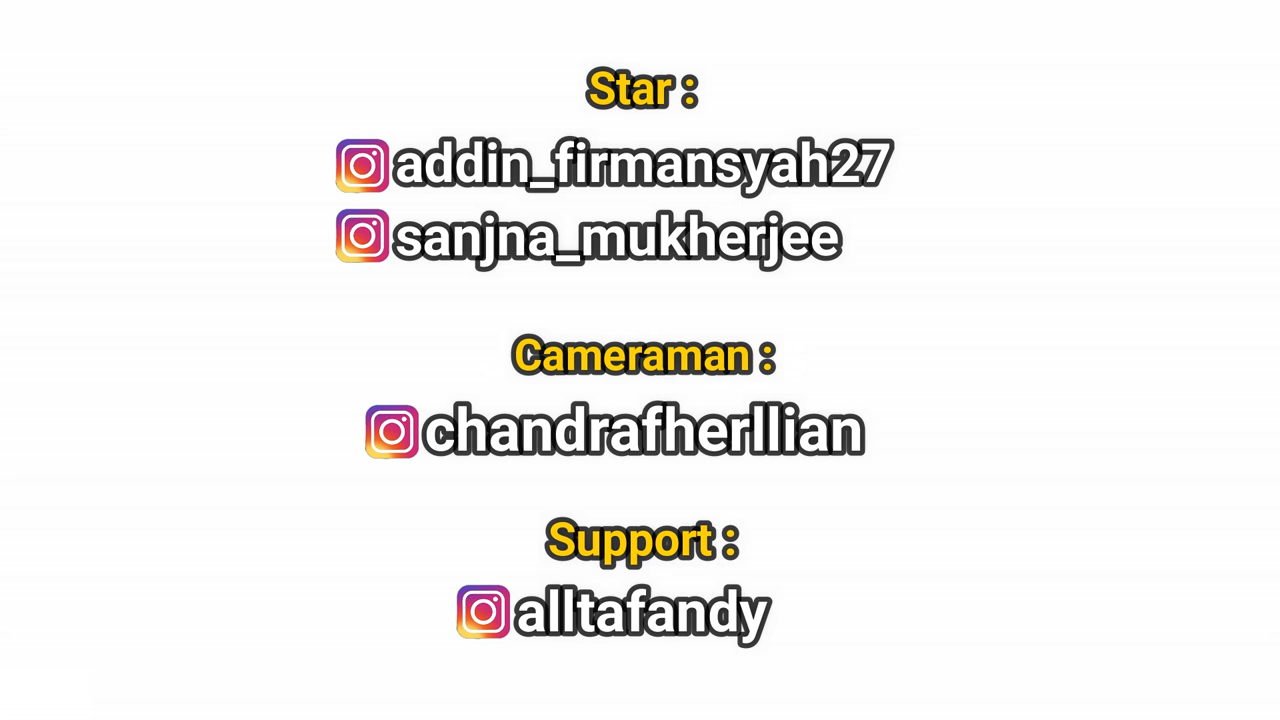 Star :
addin_firmansyah27
sanjna_mukherjee
Cameraman :
chandrafherllian
Support :
alltafandy